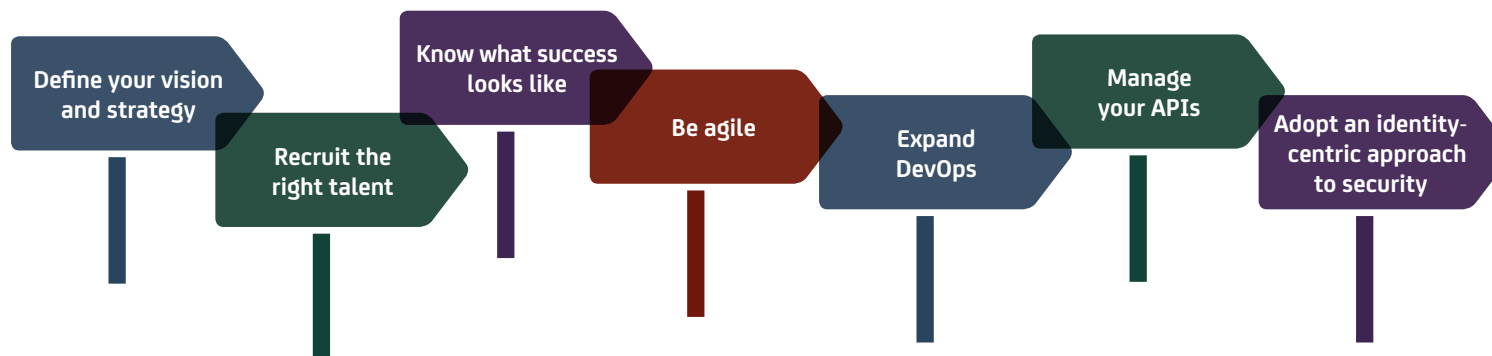 Define your vision
and strategy
Recruit the
right talent
Know what success
looks like
Be agile
Expand
DevOps
Manage
your APIs
Adopt an identity-
centric approach
to security